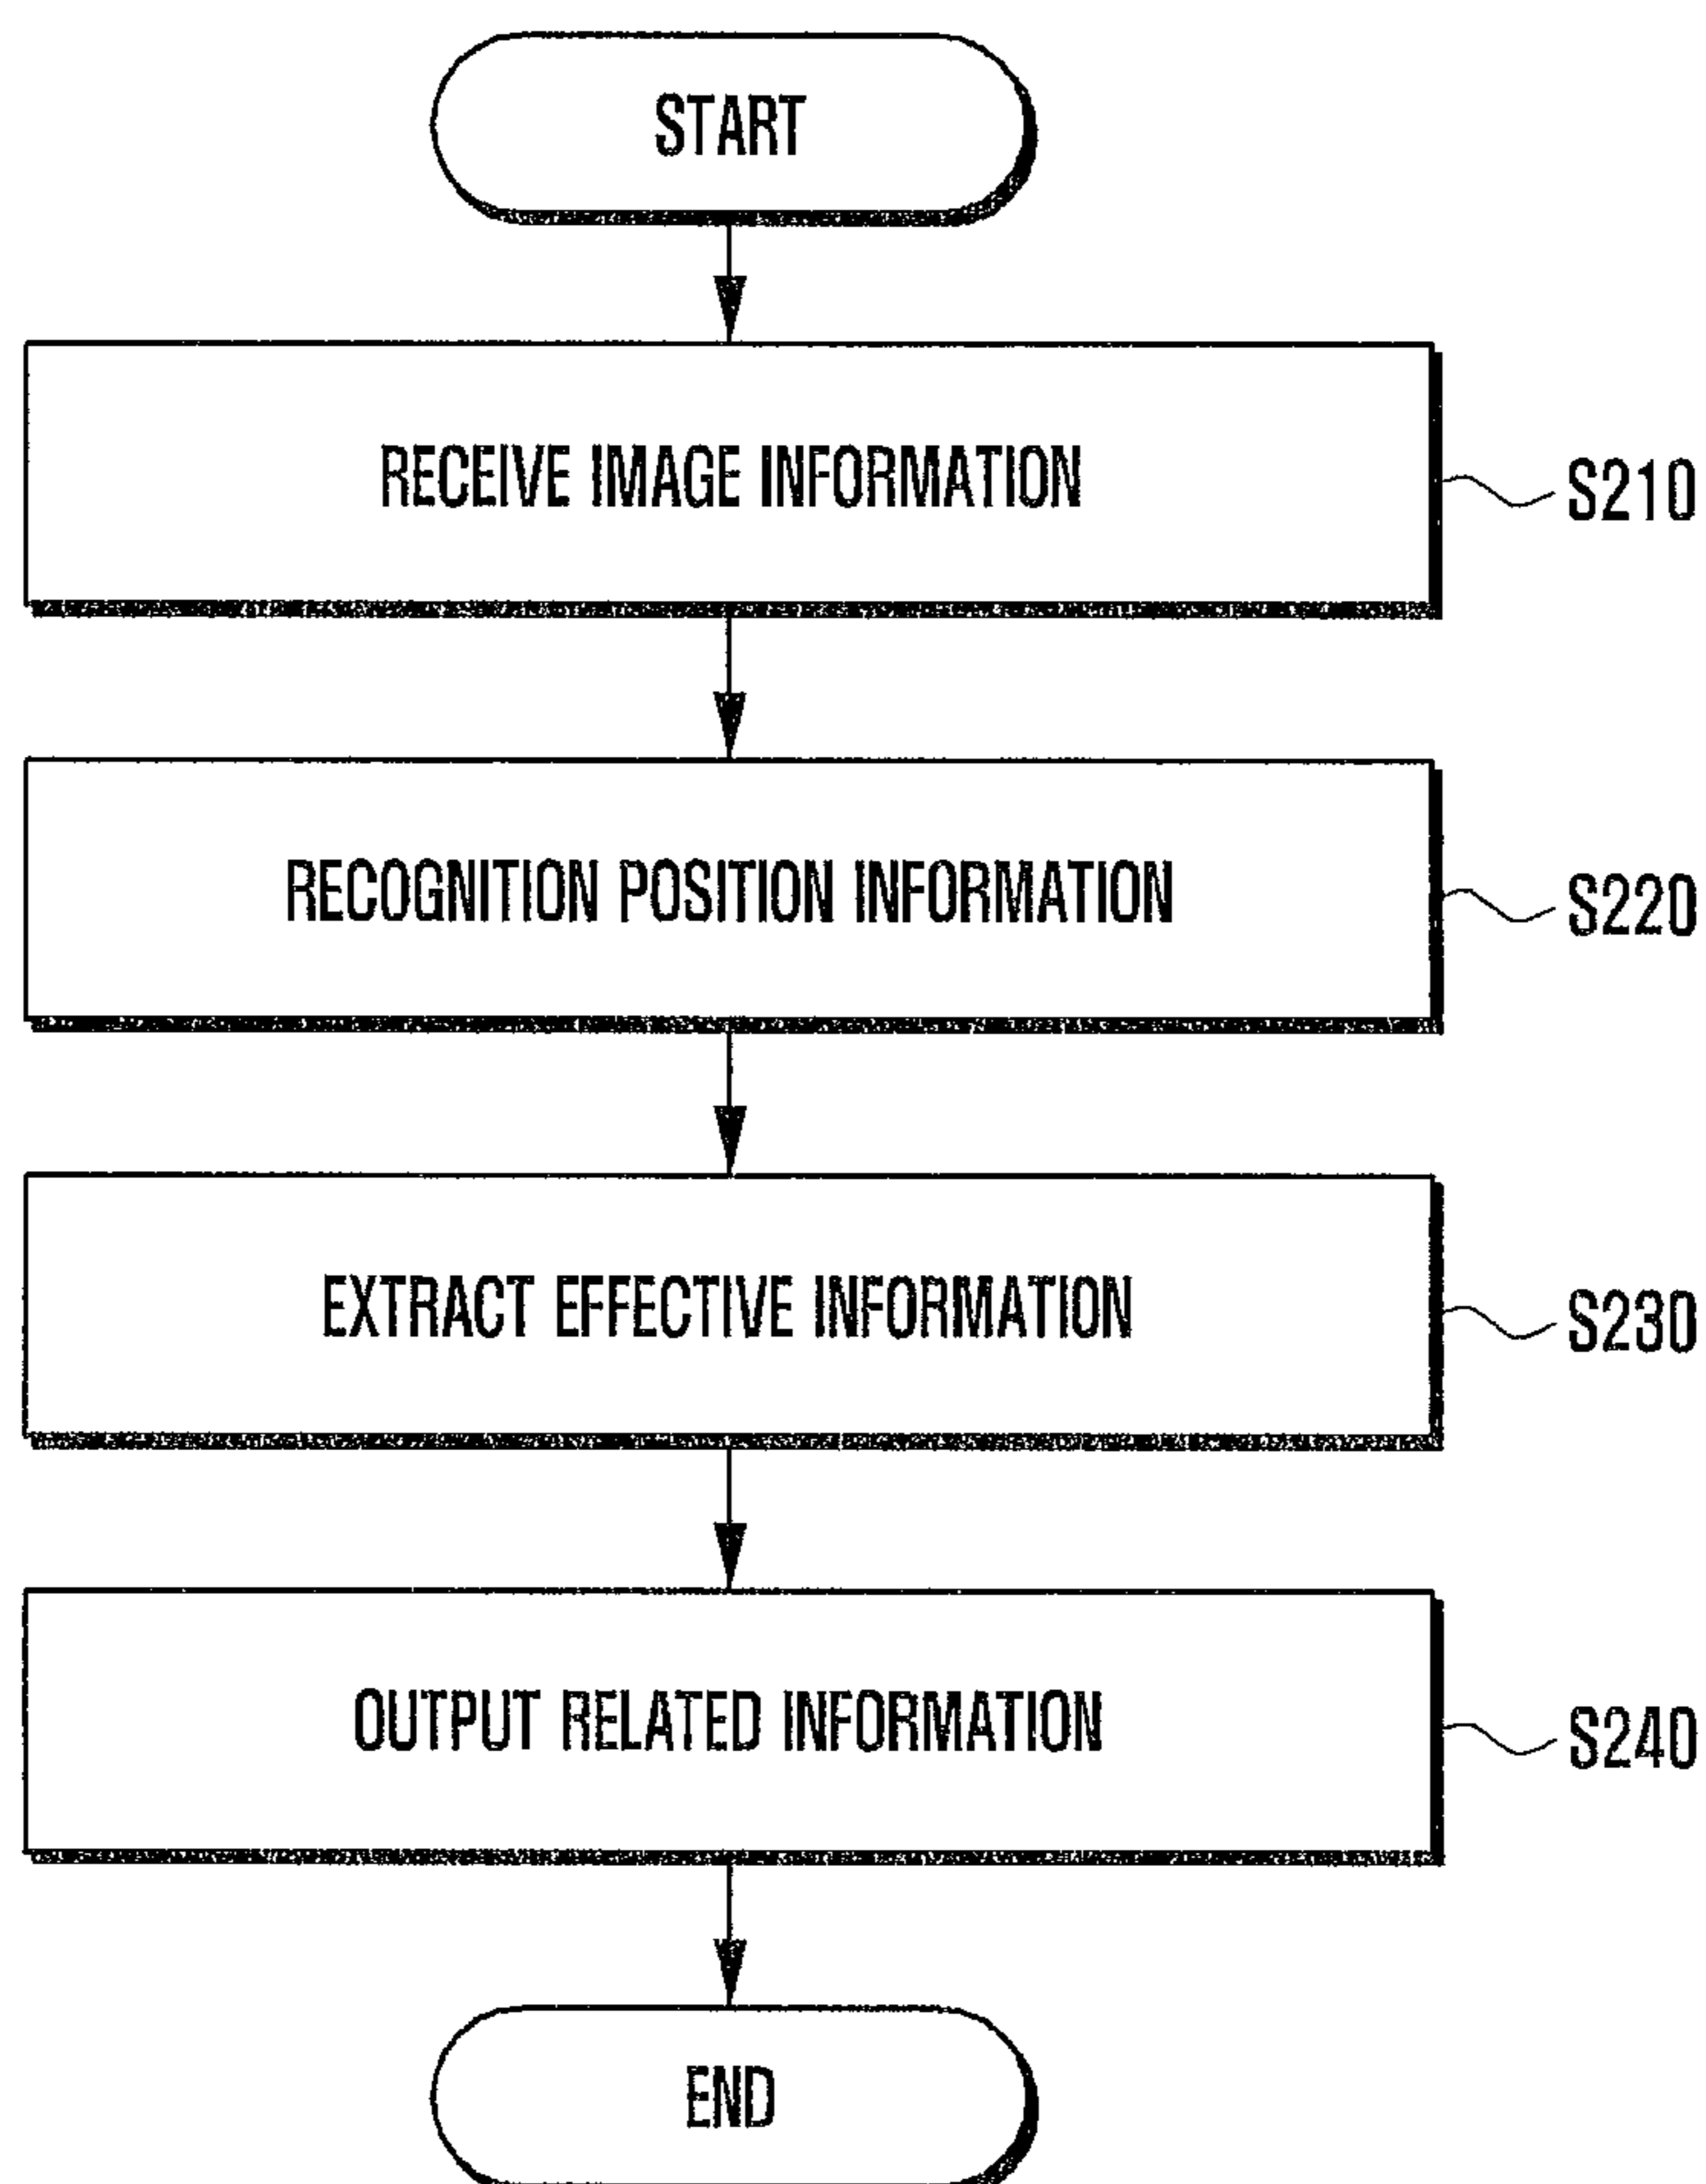 START
RECEIVE IMAGE INFORMATION
S210
RECOGNITION POSITION INFORMATION
S220
EXTRACT EFFECTIVE INFORMATION
S230
OUTPUT RELATED INFORMATION
S240
END